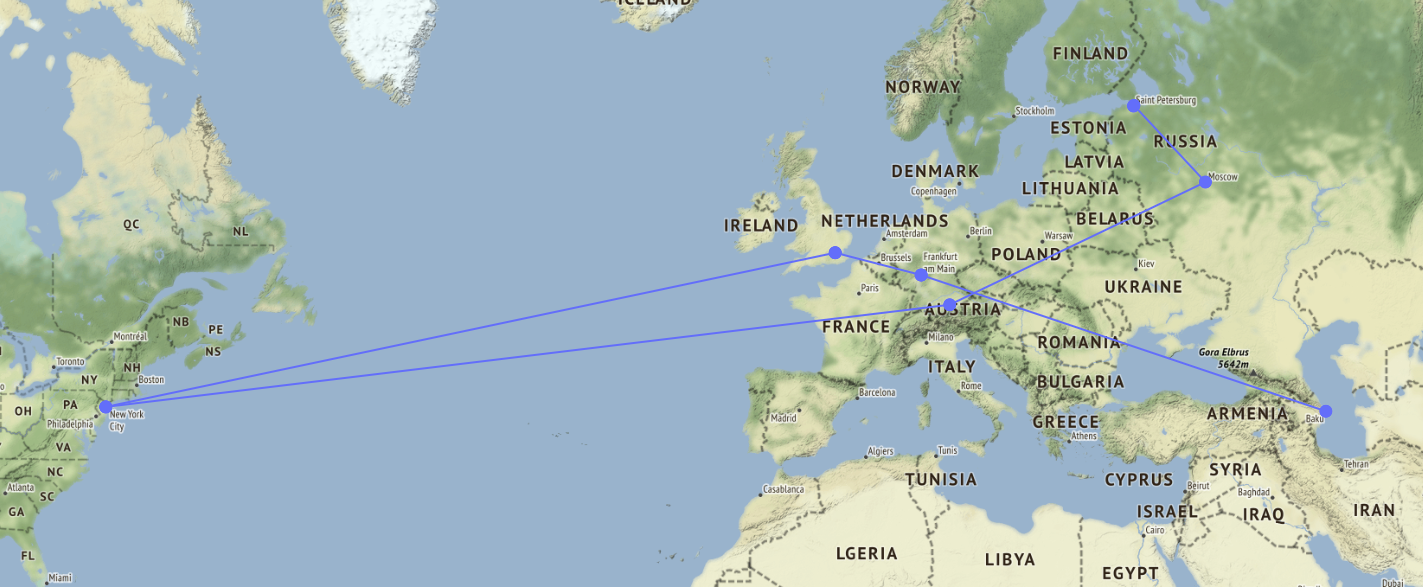 ICELAND
FINLAND
NORWAY
Saint Petersburg
Stockholm
ESTONIA
RUSSIA
LATVIA
DENMARK
Moscow
LITHUANIA
Copenhagen
QC
IRELAND
NETHERLANDS
BELARUS
NL
Amsterdam
Berlin
Warsaw
Brussels
Frankfurt
am Main
POLAND
Kiev
Paris
UKRAINE
AUSTRIA
NB
PE
FRANCE
Montréal
Milano
ROMANIA
NS
Gora Elbrus
5642m
Toronto
NH
ITALY
NY
Boston
BULGARIA
Rome
Barcelona
PA
OH
New York
City
Madrid
ARMENIA
Baku
Philadelphia
GREECE
Athens
VA
Algiers
Tunis
Tehran
NC
SYRIA
TUNISIA
CYPRUS
Atlanta
Casablanca
Beirut
Baghdad
SC
GA
ISRAEL
IRAQ
IRAN
Cairo
FL
LGERIA
LIBYA
EGYPT
Miami
Dubai